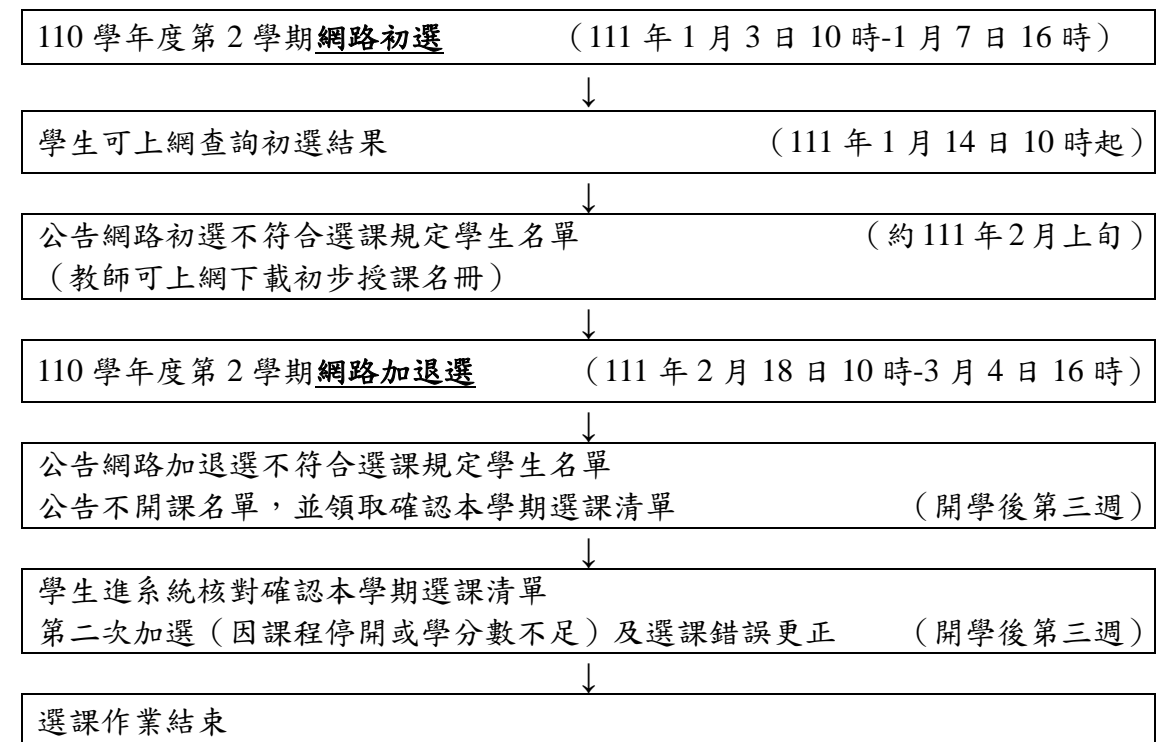 110 學年度第 2 學期網路初選 （111 年 1 月 3 日 10 時-1 月 7 日 16 時）
↓
學生可上網查詢初選結果 （111 年 1 月 14 日 10 時起）
↓
公告網路初選不符合選課規定學生名單 （約 111 年 2 月上旬）
（教師可上網下載初步授課名冊）
↓
110 學年度第 2 學期網路加退選 （111 年 2 月 18 日 10 時-3 月 4 日 16 時）
↓
公告網路加退選不符合選課規定學生名單
公告不開課名單，並領取確認本學期選課清單 （開學後第三週）
↓
學生進系統核對確認本學期選課清單
第二次加選（因課程停開或學分數不足）及選課錯誤更正 （開學後第三週）
↓
選課作業結束